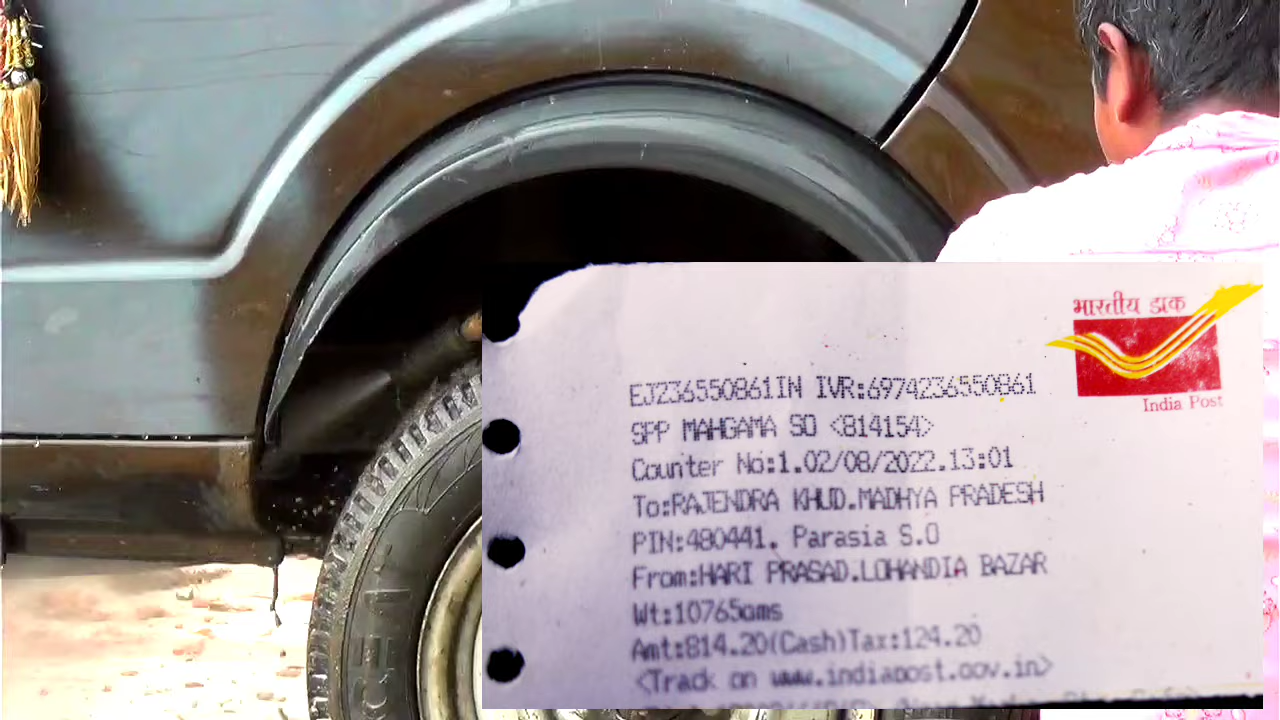 भारतीय डाक
India Post
EJ236550861IN IVR:6974236550861
SPP MAHGAMA SO <814154>
Counter No:1.02/08/2022.13:01
To:RAJENDRA KHUD.MADHYA PRADESH
PIN:480441. Parasia S.O
From:HARI PRASAD.LOHANDIA BAZAR
Wt:10765gms
Amt:814.20(Cash)Tax:124.20
<Track on www.indiapost.gov.in>